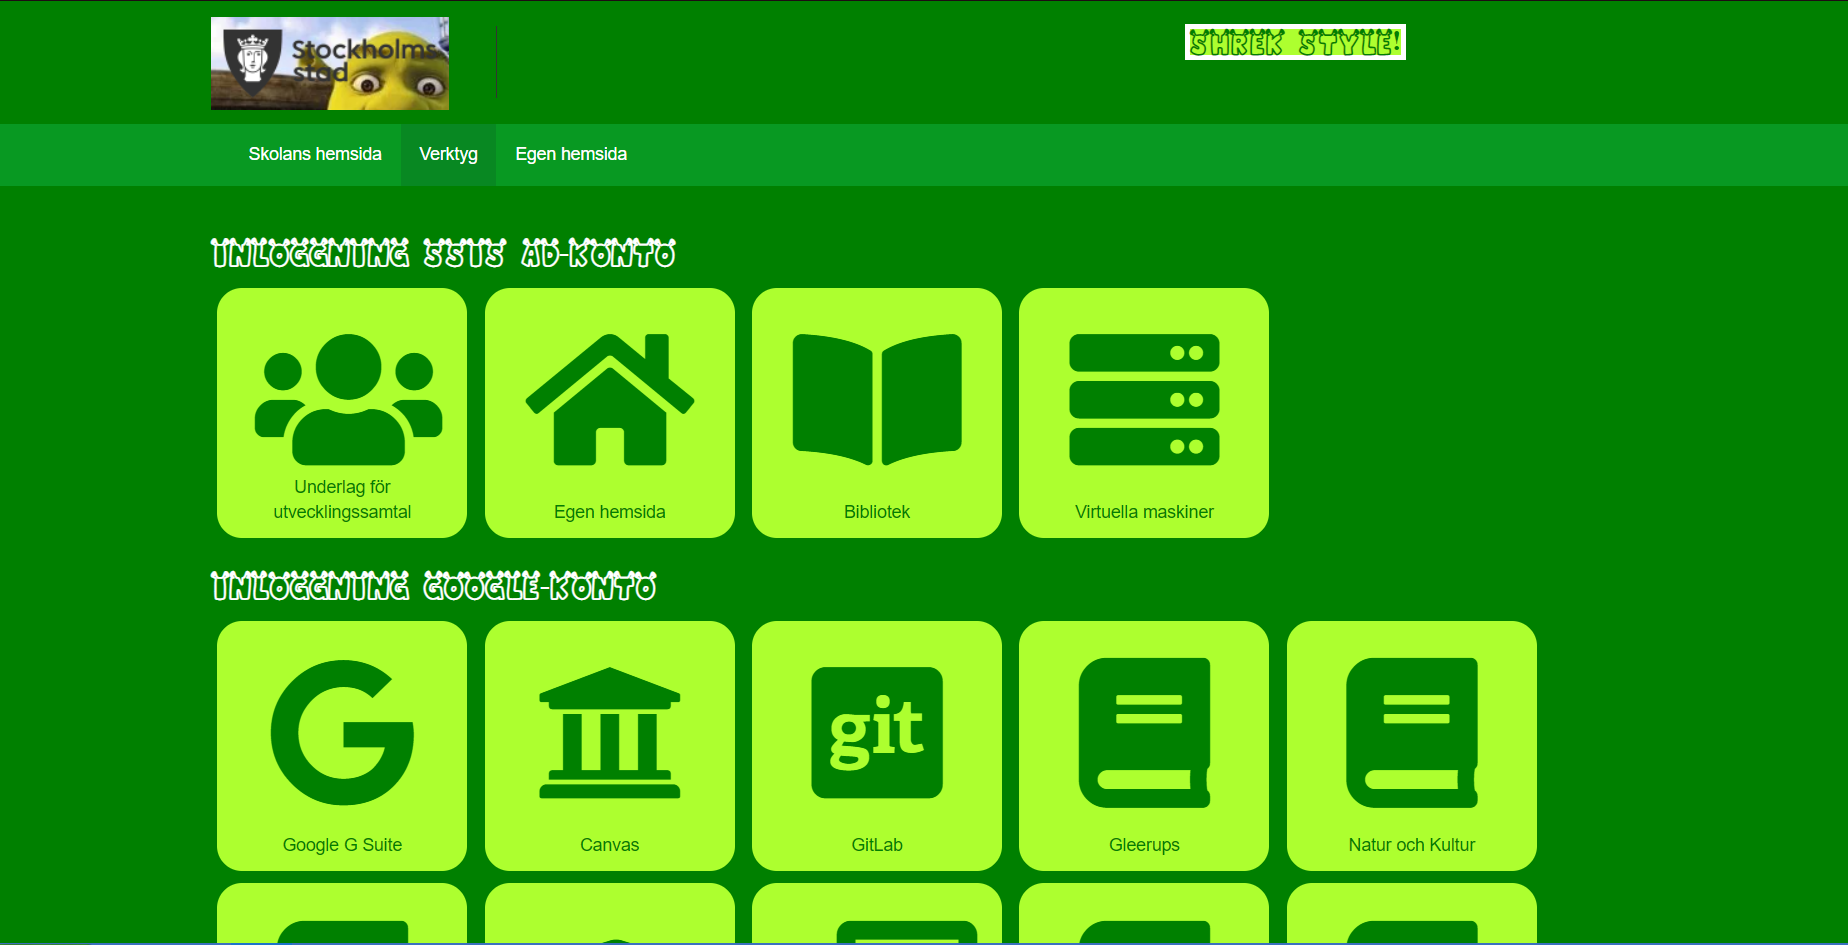 Stockholms
stad
SHREK STYLE!
Skolans hemsida
Verktyg
Egen hemsida
INLOGGNING SSIS AD-KONTO
Underlag för
utvecklingssamtal
Egen hemsida
Bibliotek
Virtuella maskiner
INLOGGNING GOOGLE-KONTO
G
git
Google G Suite
Canvas
GitLab
Gleerups
Natur och Kultur